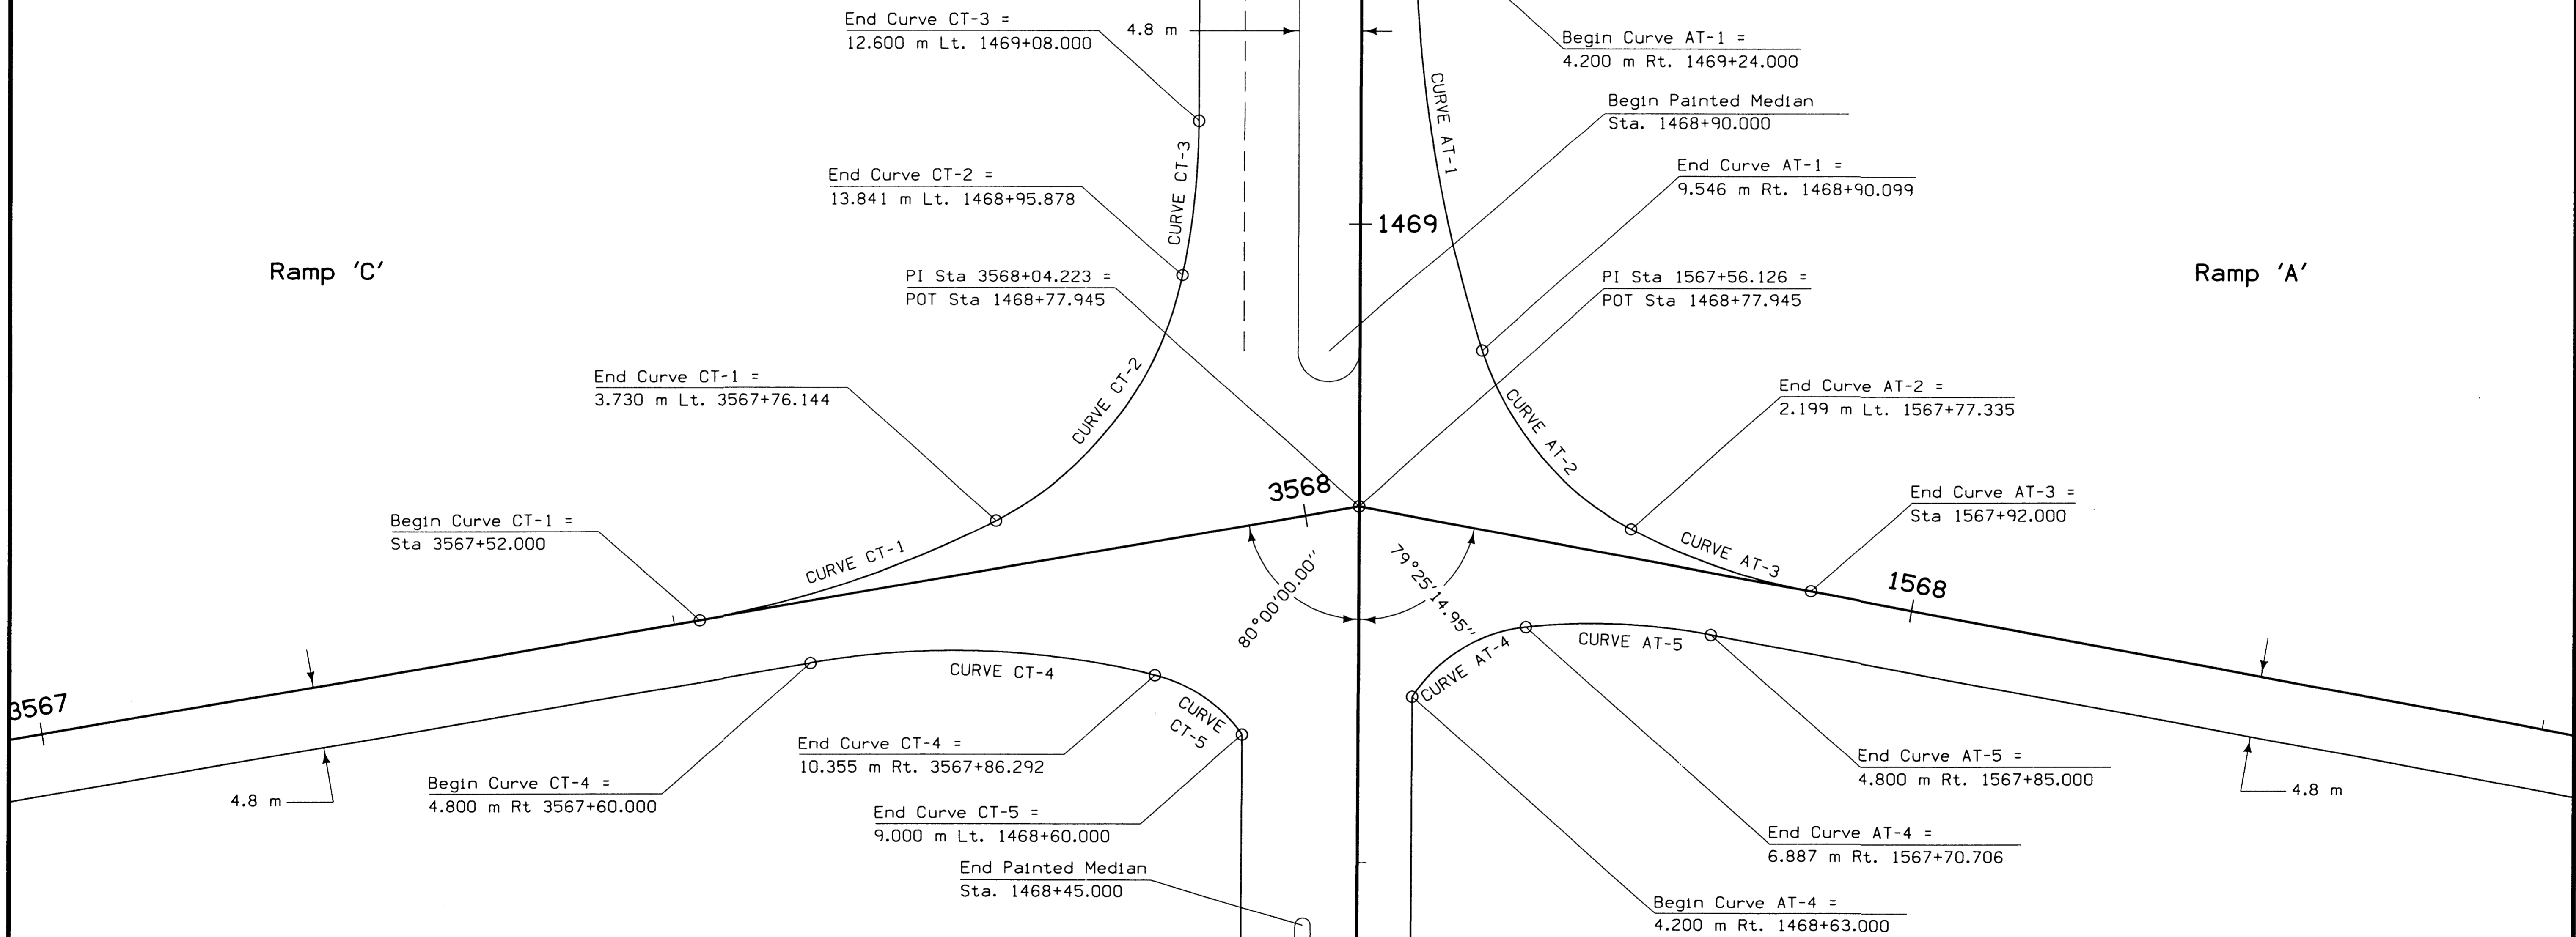 End Curve CT-3 =
12.600 m Lt. 1469+08.000
4.8 m
Begin Curve AT-1 =
4.200 m Rt. 1469+24.000
CURVE AT-1
Begin Painted Median
Sta. 1468+90.000
End Curve CT-2 =
13.841 m Lt. 1468+95.878
CURVE CT-3
End Curve AT-1 =
9.546 m Rt. 1468+90.099
1469
Ramp 'C'
PI Sta 3568+04.223 =
POT Sta 1468+77.945
PI Sta 1567+56.126 =
POT Sta 1468+77.945
Ramp 'A'
End Curve CT-1 =
3.730 m Lt. 3567+76.144
CURVE CT-2
CURVE AT-2
End Curve AT-2 =
2.199 m Lt. 1567+77.335
3568
Begin Curve CT-1 =
Sta 3567+52.000
End Curve AT-3 =
Sta 1567+92.000
CURVE CT-1
80°00'00.00"
79°25'14.95"
CURVE AT-3
1568
CURVE CT-4
CURVE AT-4
CURVE AT-5
3567
CURVE
CT-5
End Curve CT-4 =
10.355 m Rt. 3567+86.292
End Curve AT-5 =
4.800 m Rt. 1567+85.000
Begin Curve CT-4 =
4.800 m Rt 3567+60.000
4.8 m
4.8 m
End Curve CT-5 =
9.000 m Lt. 1468+60.000
End Curve AT-4 =
6.887 m Rt. 1567+70.706
End Painted Median
Sta. 1468+45.000
Begin Curve AT-4 =
4.200 m Rt. 1468+63.000